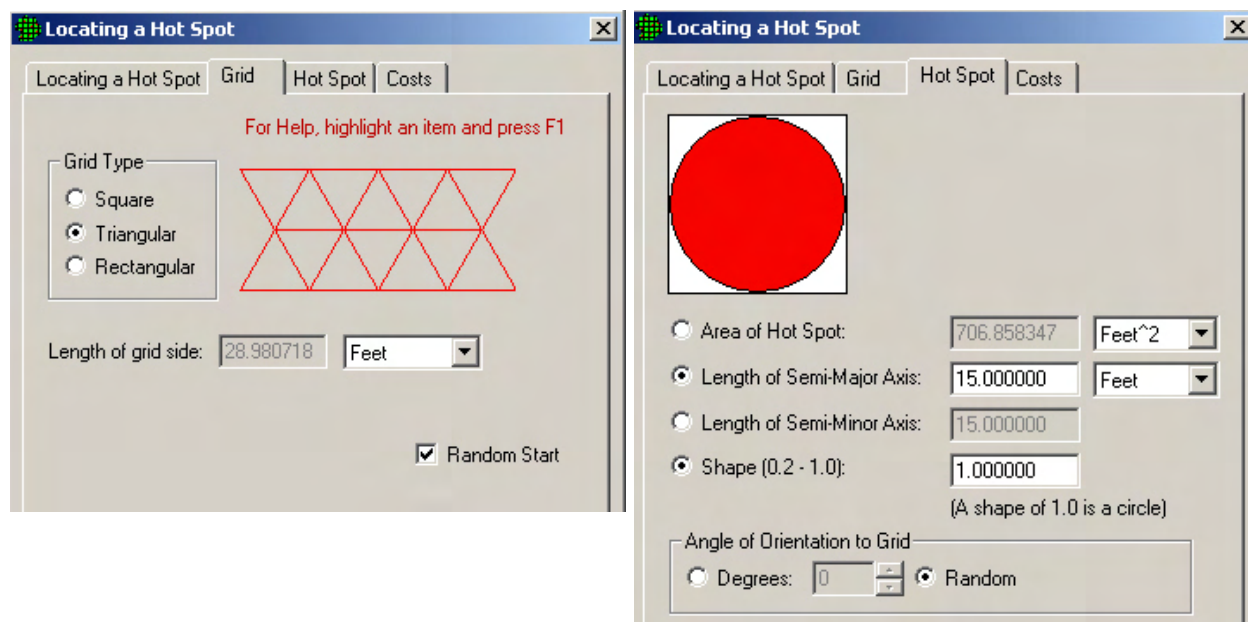 Locating a Hot Spot
Locating a Hot Spot Grid Hot Spot Costs
For Help, highlight an item and press F1
Grid Type
Square
Triangular
Rectangular
Length of grid side: 28.980718 Feet
Random Start
Locating a Hot Spot
Locating a Hot Spot Grid Hot Spot Costs
Area of Hot Spot: 706.858347 Feet^2
Length of Semi-Major Axis: 15.000000 Feet
Length of Semi-Minor Axis: 15.000000
Shape (0.2 - 1.0): 1.000000
(A shape of 1.0 is a circle)
Angle of Orientation to Grid
Degrees: 0 Random